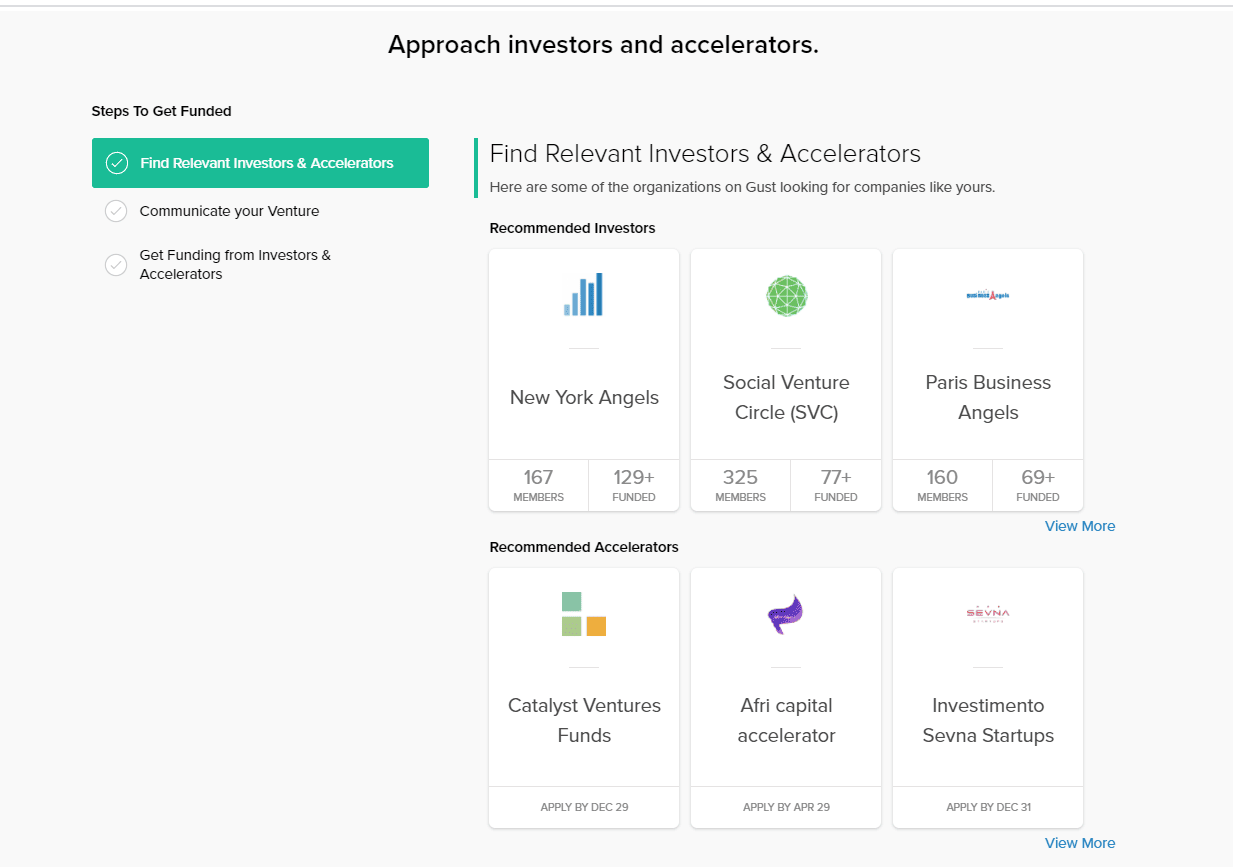 Approach investors and accelerators.
Steps To Get Funded
Find Relevant Investors & Accelerators
Communicate your Venture
Get Funding from Investors &
Accelerators
Find Relevant Investors & Accelerators
Here are some of the organizations on Gust looking for companies like yours.
Recommended Investors
New York Angels
167
MEMBERS
129+
FUNDED
Social Venture
Circle (SVC)
325
MEMBERS
77+
FUNDED
Paris Business
Angels
160
MEMBERS
69+
FUNDED
View More
Recommended Accelerators
Catalyst Ventures
Funds
APPLY BY DEC 29
Afri capital
accelerator
APPLY BY APR 29
SEVNA
Investimento
Sevna Startups
APPLY BY DEC 31
View More